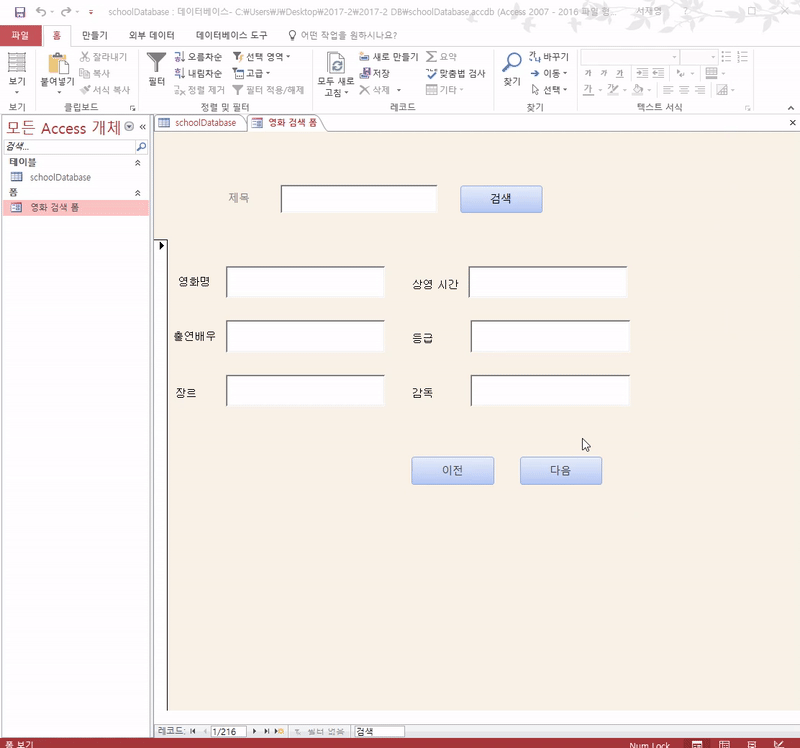 schoolDatabase : 데이터베이스- C:₩Users₩J₩Desktop₩2017-2₩2017-2 DB₩schoolDatabase.accdb (Access 2007 - 2016 파일 형... 서재영 ?
파일 홈 만들기 외부 데이터 데이터베이스 도구 어떤 작업을 원하시나요?
보기 붙여넣기 잘라내기 복사 서식 복사
필터 오름차순 내림차순 정렬 제거 선택 영역 고급 필터 적용/해제
모두 새로 고침 새로 만들기 저장 삭제 요약 맞춤법 검사 기타
찾기 바꾸기 이동 선택
가 가 가
가
보기 클립보드 정렬 및 필터 레코드 찾기 텍스트 서식
모든 Access 개체
검색...
테이블
schoolDatabase
폼
영화 검색 폼
schoolDatabase 영화 검색 폼
제목 검색
영화명 상영 시간
출연배우 등급
장르 감독
이전 다음
레코드: 1/216 필터 없음 검색
폼 보기 Num Lock